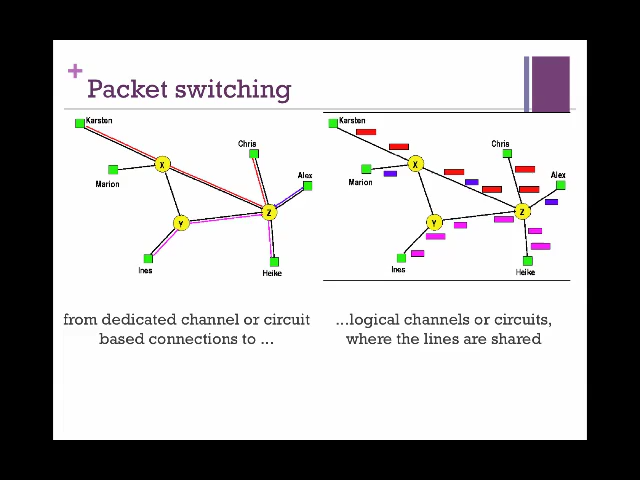 + Packet switching
Karsten
Chris
X
Alex
Marion
Z
Y
Ines
Heike
Karsten
Chris
X
Alex
Marion
Z
Y
Ines
Heike
from dedicated channel or circuit
based connections to ...
...logical channels or circuits,
where the lines are shared